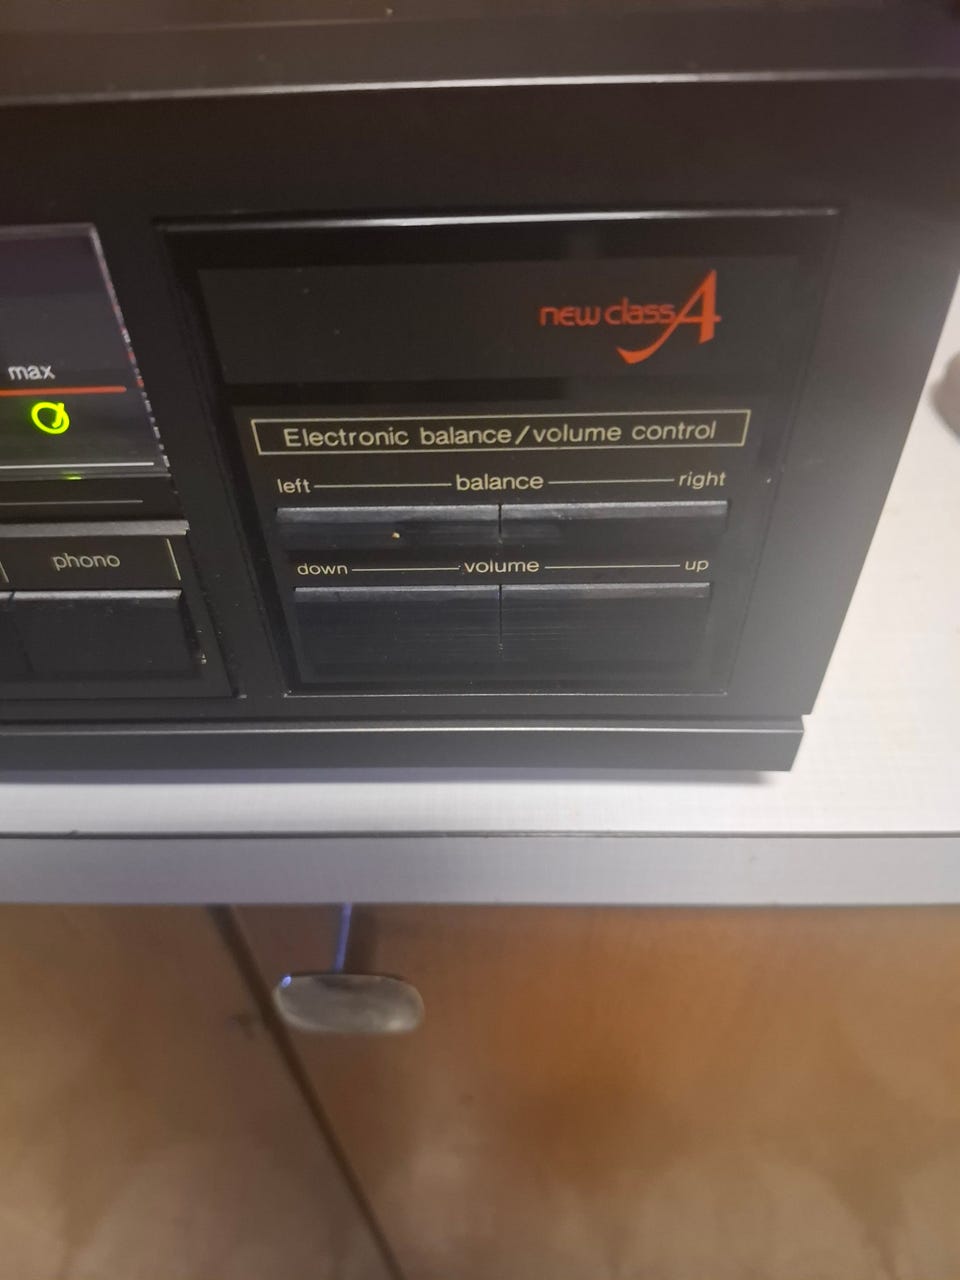 new class A
max
Electronic balance/volume control
left balance right
phono
down volume up